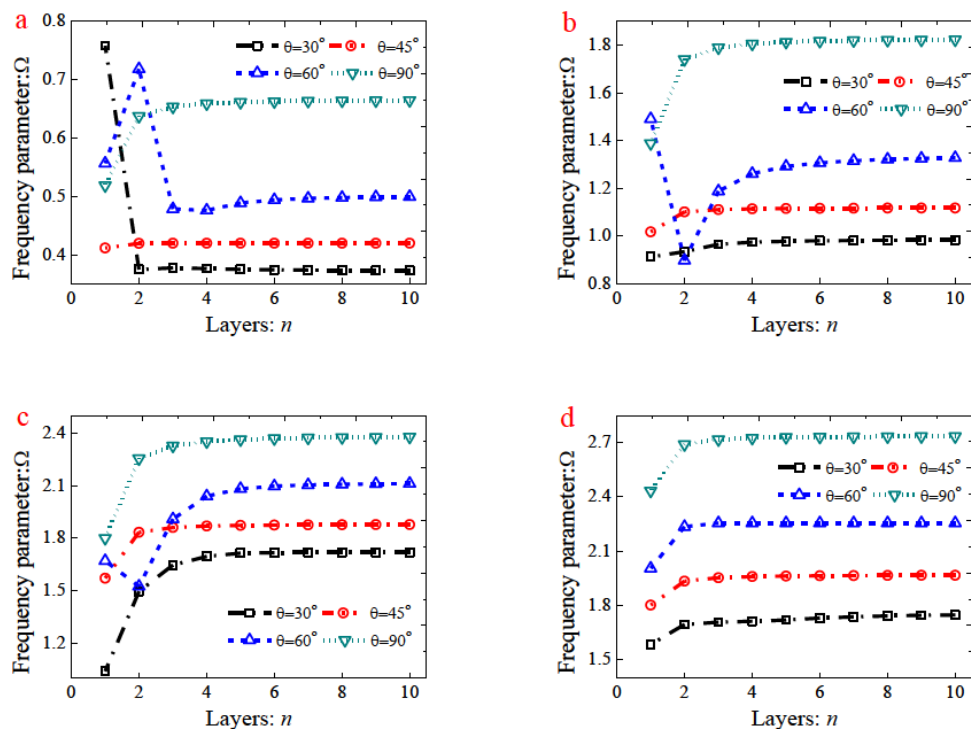 a
0.8
0.7
0.6
0.5
0.4
Frequency parameter:Ω
θ=30° θ=45°
θ=60° θ=90°
0 2 4 6 8 10
Layers: n
b
1.8
1.6
1.4
1.2
1.0
0.8
Frequency parameter:Ω
θ=30° θ=45°
θ=60° θ=90°
0 2 4 6 8 10
Layers: n
c
2.4
2.1
1.8
1.5
1.2
Frequency parameter:Ω
θ=30° θ=45°
θ=60° θ=90°
0 2 4 6 8 10
Layers: n
d
2.7
2.4
2.1
1.8
1.5
Frequency parameter:Ω
θ=30° θ=45°
θ=60° θ=90°
0 2 4 6 8 10
Layers: n